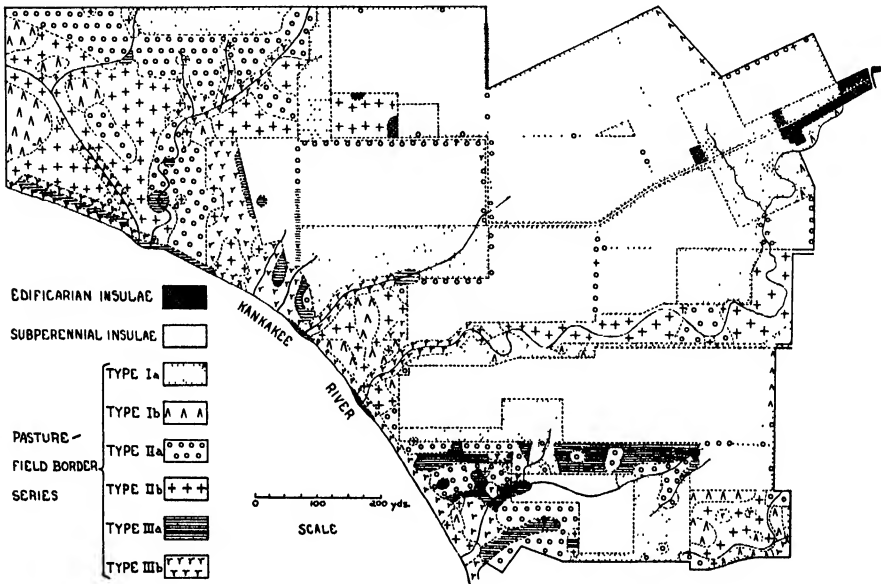 EDIFICARIAN INSULAE
SUBPERENNIAL INSULAE
PASTURE –
FIELD BORDER
SERIES
TYPE Ia
TYPE Ib
TYPE IIa
TYPE IIb
TYPE IIIa
TYPE IIIb
KANKAKEE
RIVER
0 100 200 yds.
SCALE